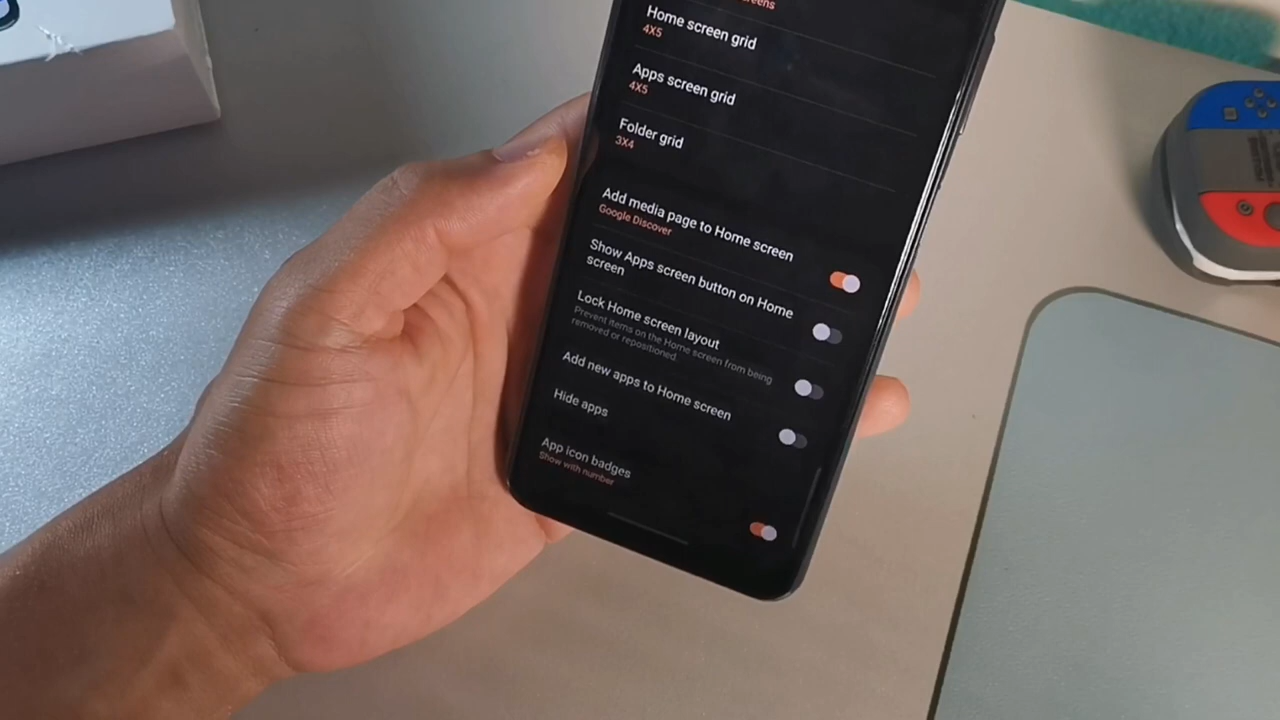 Home screen grid
4X5
Apps screen grid
4X5
Folder grid
3X4
Add media page to Home screen
Google Discover
Show Apps screen button on Home
screen
Lock Home screen layout
Prevent items on the Home screen from being
removed or repositioned.
Add new apps to Home screen
Hide apps
App icon badges
Show with number